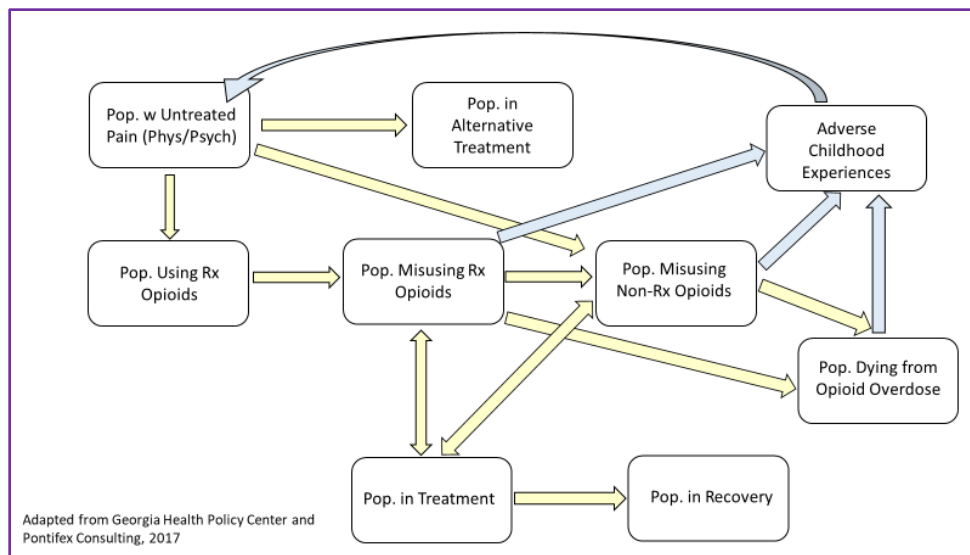 Pop. w Untreated
Pain (Phys/Psych)
Pop. in
Alternative
Treatment
Adverse
Childhood
Experiences
Pop. Using Rx
Opioids
Pop. Misusing Rx
Opioids
Pop. Misusing
Non-Rx Opioids
Pop. Dying from
Opioid Overdose
Pop. in Treatment
Pop. in Recovery
Adapted from Georgia Health Policy Center and
Pontifex Consulting, 2017